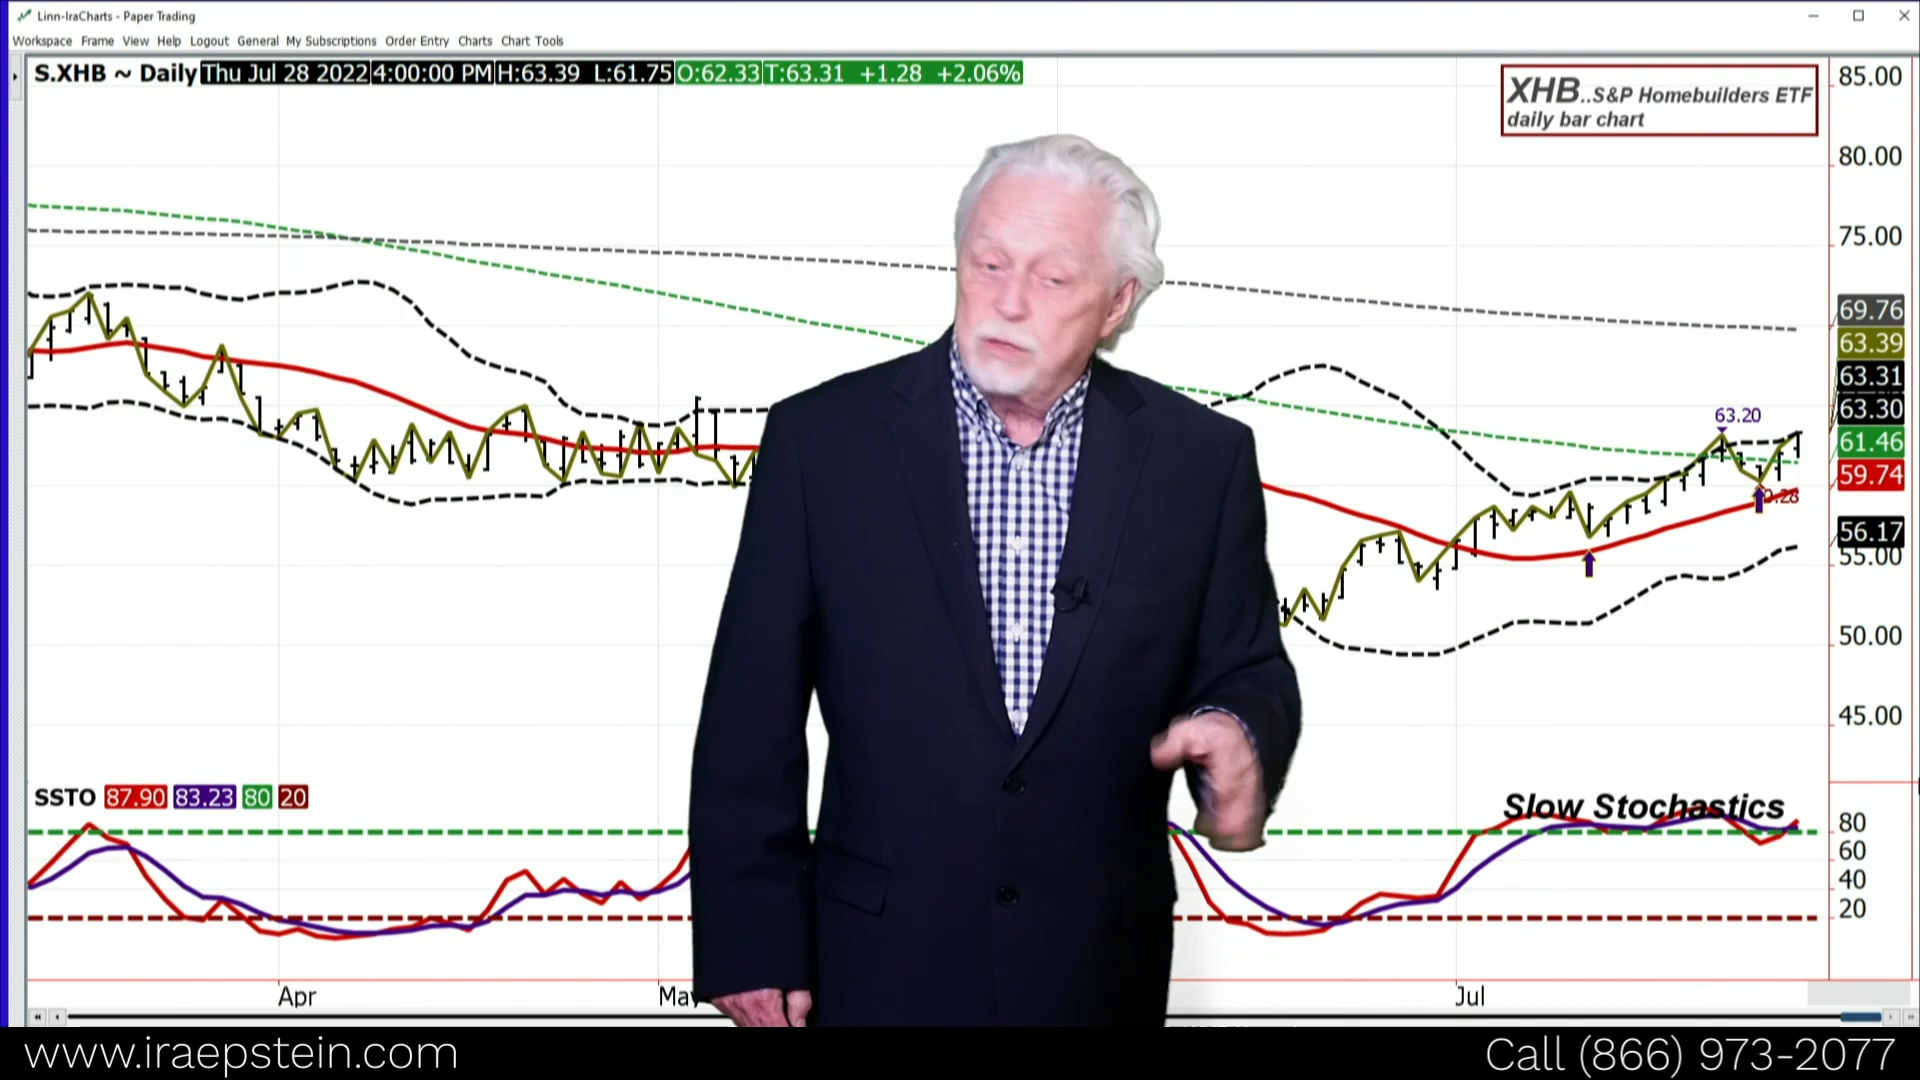 Linn-IraCharts - Paper Trading
Workspace Frame View Help Logout General My Subscriptions Order Entry Charts Chart Tools
S.XHB ~ Daily Thu Jul 28 2022 4:00:00 PM H:63.39 L:61.75 O:62.33 T:63.31 +1.28 +2.06%
XHB..S&P Homebuilders ETF
daily bar chart
85.00
80.00
75.00
69.76
63.39
63.31
63.30
61.46
59.74
56.17
55.00
50.00
45.00
63.20
SSTO 87.90 83.23 80 20
Slow Stochastics
80
60
40
20
Apr
May
Jul
www.iraepstein.com
Call (866) 973-2077